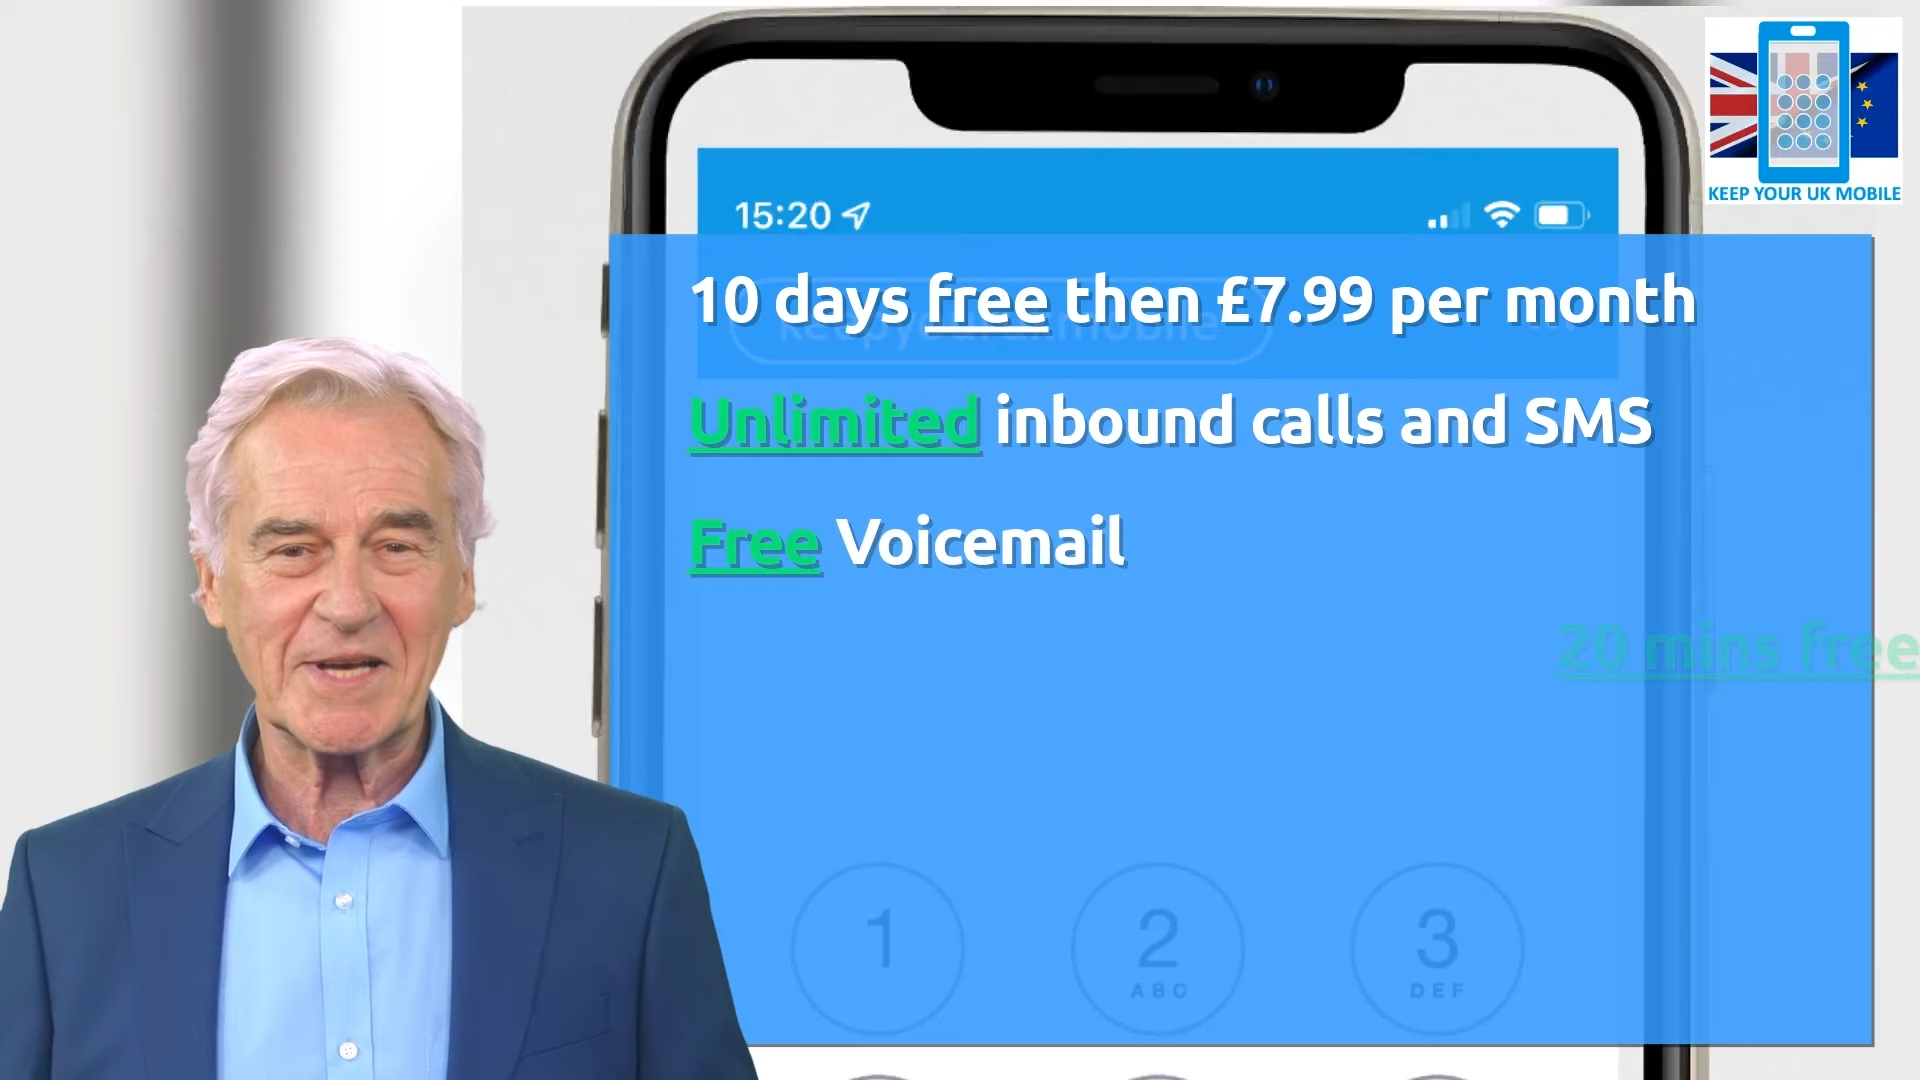 KEEP YOUR UK MOBILE
15:20
keepyourukmobile
10 days free then £7.99 per month
Unlimited inbound calls and SMS
Free Voicemail
20 mins free
1
2
ABC
3
DEF